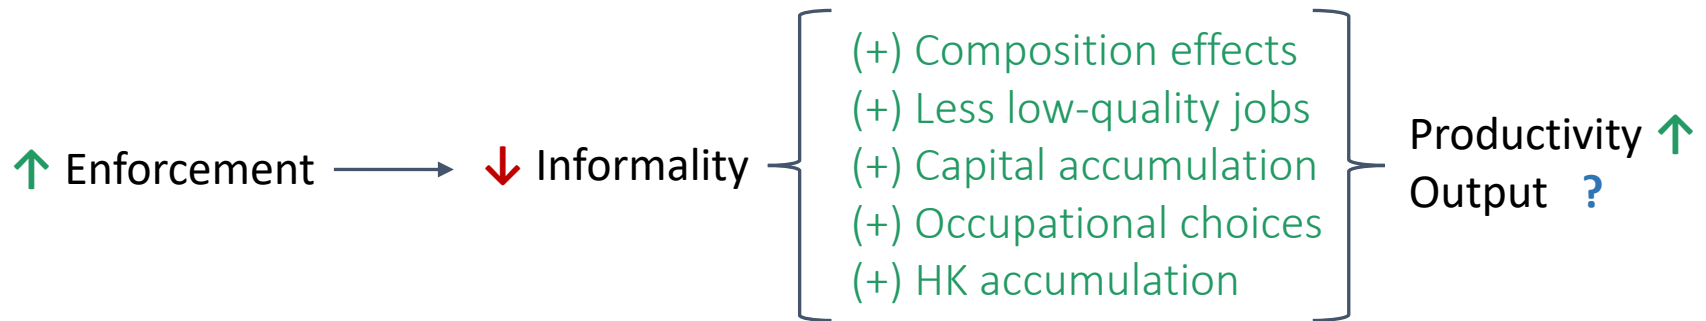 ↑ Enforcement
↓ Informality
(+) Composition effects
(+) Less low-quality jobs
(+) Capital accumulation
(+) Occupational choices
(+) HK accumulation
Productivity ↑
Output ?